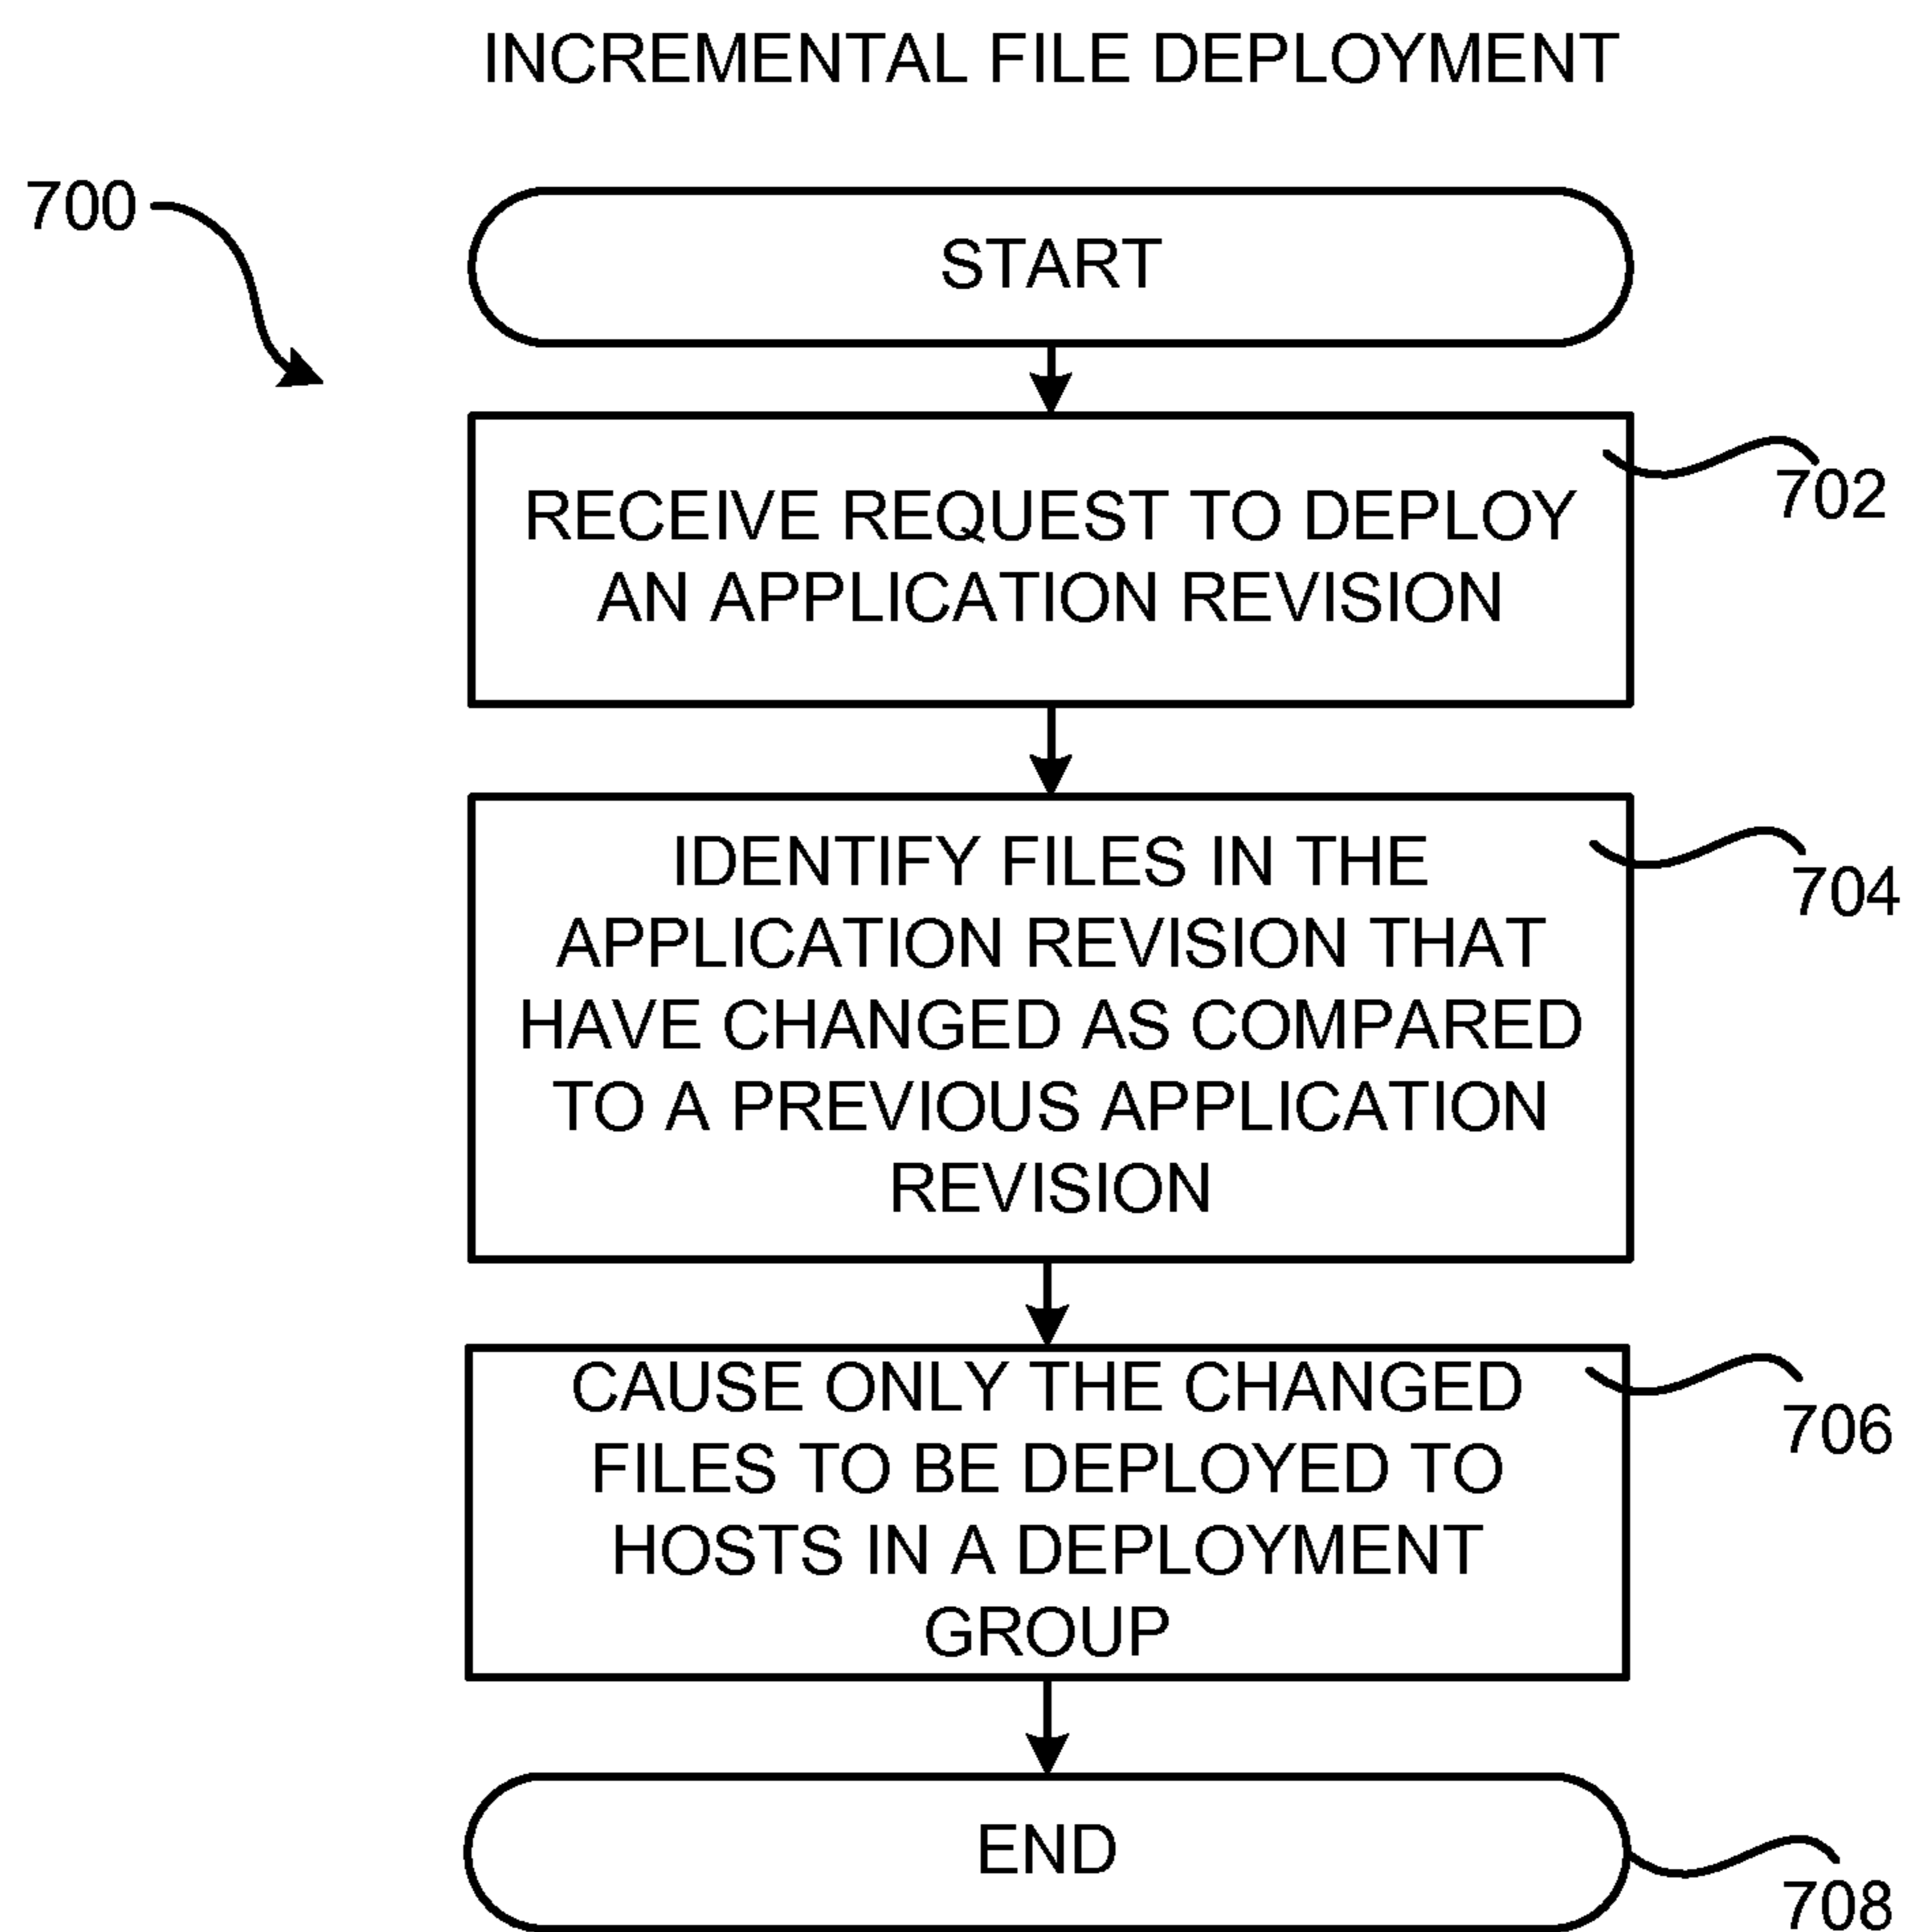 INCREMENTAL FILE DEPLOYMENT
700
START
RECEIVE REQUEST TO DEPLOY
AN APPLICATION REVISION
702
IDENTIFY FILES IN THE
APPLICATION REVISION THAT
HAVE CHANGED AS COMPARED
TO A PREVIOUS APPLICATION
REVISION
704
CAUSE ONLY THE CHANGED
FILES TO BE DEPLOYED TO
HOSTS IN A DEPLOYMENT
GROUP
706
END
708